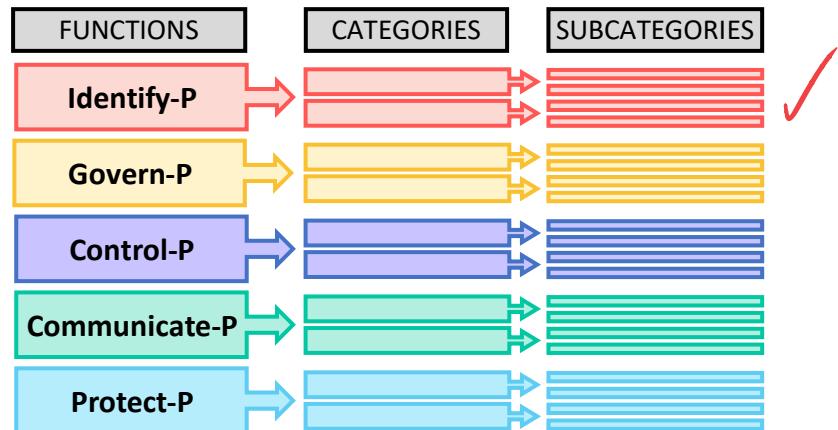 FUNCTIONS CATEGORIES SUBCATEGORIES
Identify-P
Govern-P
Control-P
Communicate-P
Protect-P